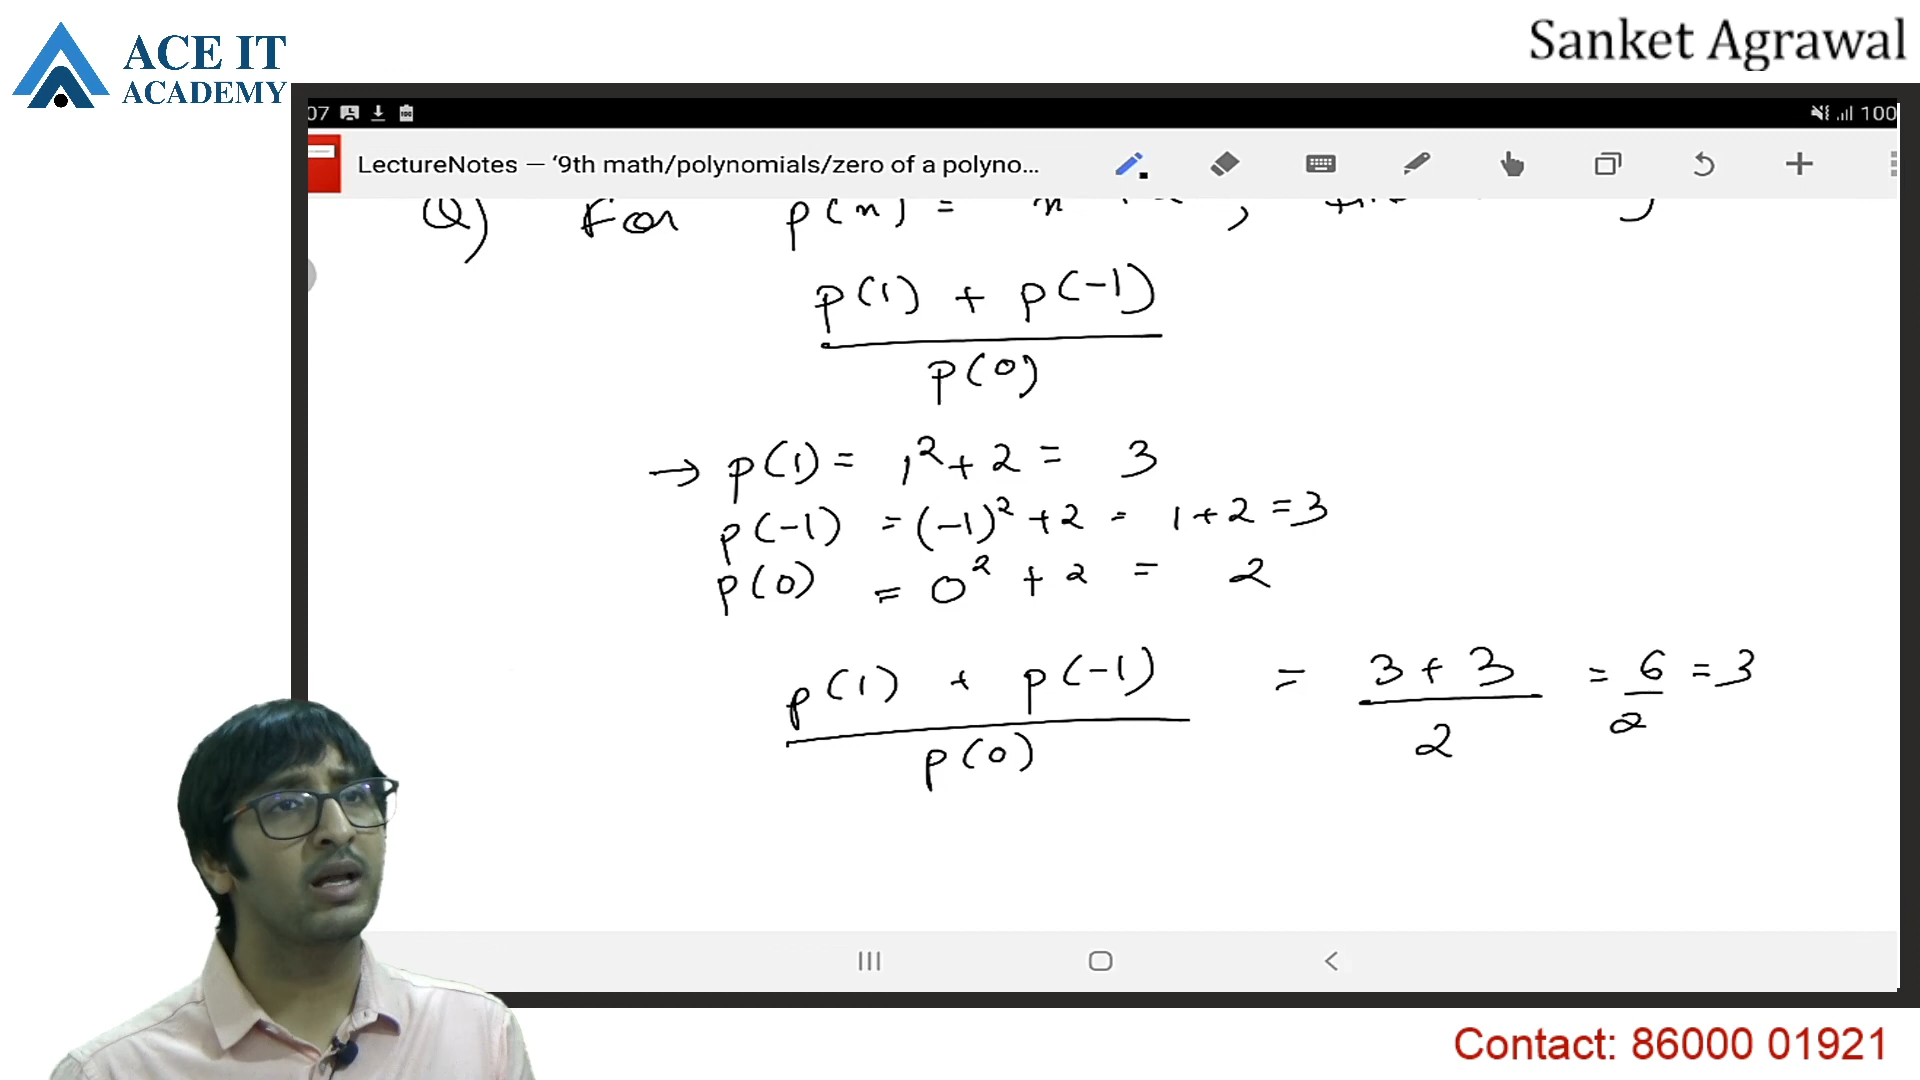 ACE IT
ACADEMY
Sanket Agrawal
07
100
LectureNotes — ‘9th math/polynomials/zero of a polyno...
Q) For p(x) = ,
p(1) + p(-1)
p(0)
→ p(1) = 1² + 2 = 3
p(-1) = (-1)² + 2 = 1 + 2 = 3
p(0) = 0² + 2 = 2
p(1) + p(-1) = 3 + 3 = 6 = 3
p(0) 2 2
Contact: 86000 01921